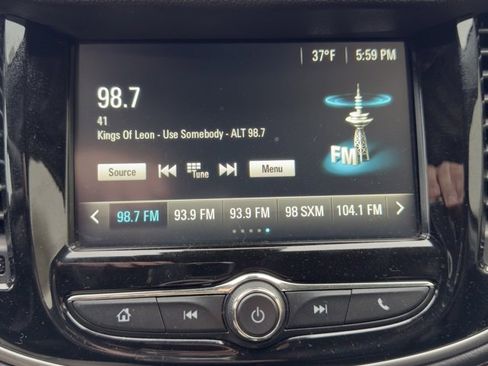 37°F 5:59 PM
98.7
41
Kings Of Leon - Use Somebody - ALT 98.7
FM
Source Tune Menu
98.7 FM 93.9 FM 93.9 FM 98 SXM 104.1 FM